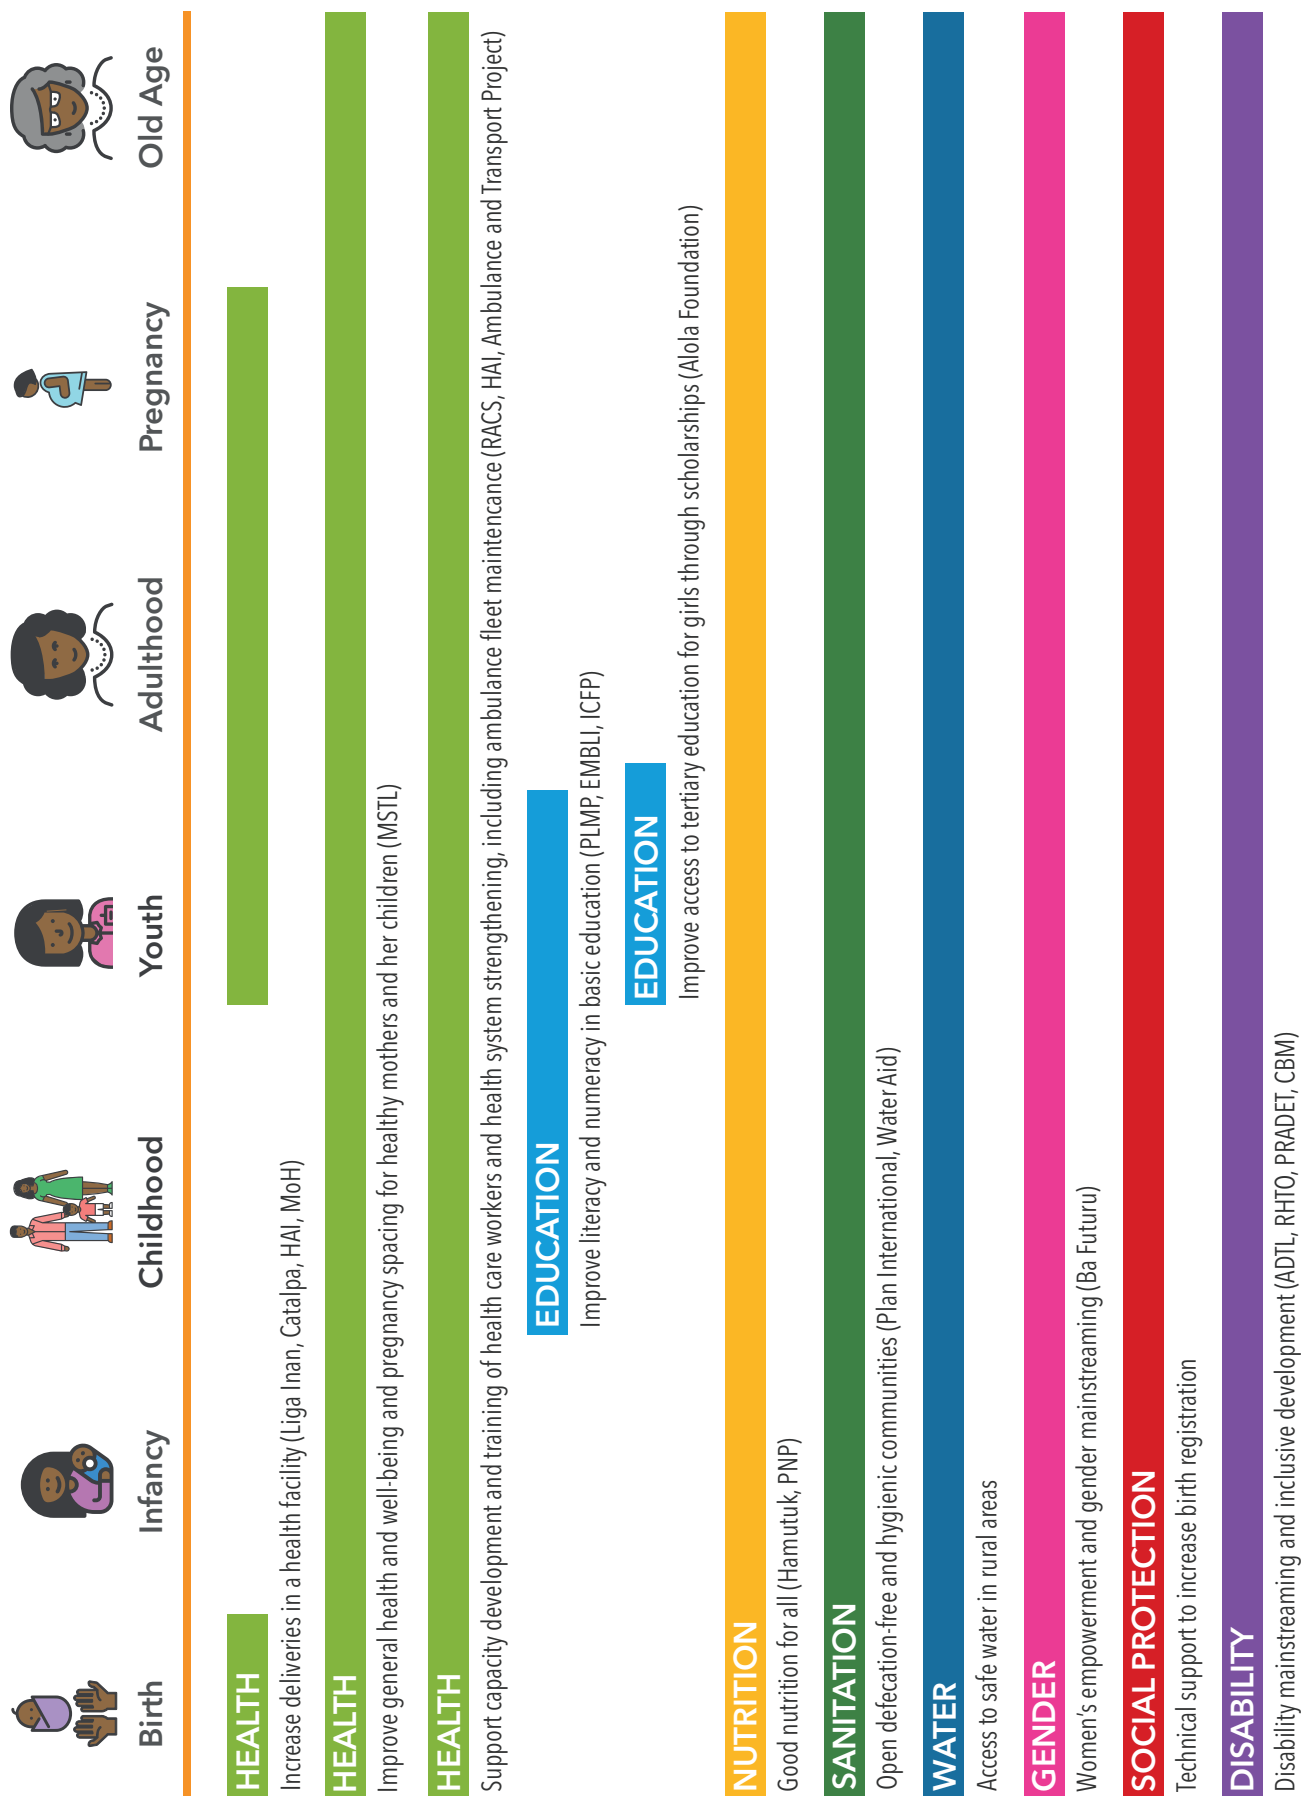 Birth
Infancy
Childhood
Youth
Adulthood
Pregnancy
Old Age
HEALTH
Increase deliveries in a health facility (Liga Inan, Catalpa, HAI, MoH)
HEALTH
Improve general health and well-being and pregnancy spacing for healthy mothers and her children (MSTL)
HEALTH
Support capacity development and training of health care workers and health system strengthening, including ambulance fleet maintencance (RACS, HAI, Ambulance and Transport Project)
EDUCATION
Improve literacy and numeracy in basic education (PLMP, EMBLI, ICFP)
EDUCATION
Improve access to tertiary education for girls through scholarships (Alola Foundation)
NUTRITION
Good nutrition for all (Hamutuk, PNP)
SANITATION
Open defecation-free and hygienic communities (Plan International, Water Aid)
WATER
Access to safe water in rural areas
GENDER
Women's empowerment and gender mainstreaming (Ba Futuru)
SOCIAL PROTECTION
Technical support to increase birth registration
DISABILITY
Disability mainstreaming and inclusive development (ADTL, RHTO, PRADET, CBM)